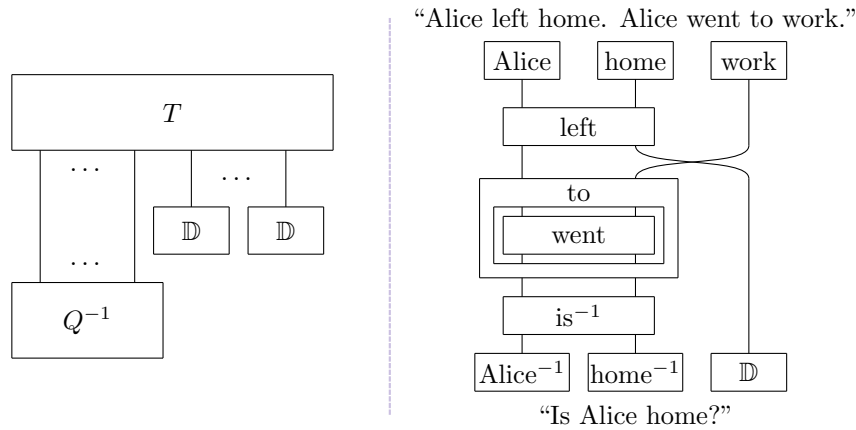 T
...
...
𝔻 𝔻
...
Q⁻¹
“Alice left home. Alice went to work.”
Alice home work
left
to
went
is⁻¹
Alice⁻¹ home⁻¹ 𝔻
“Is Alice home?”